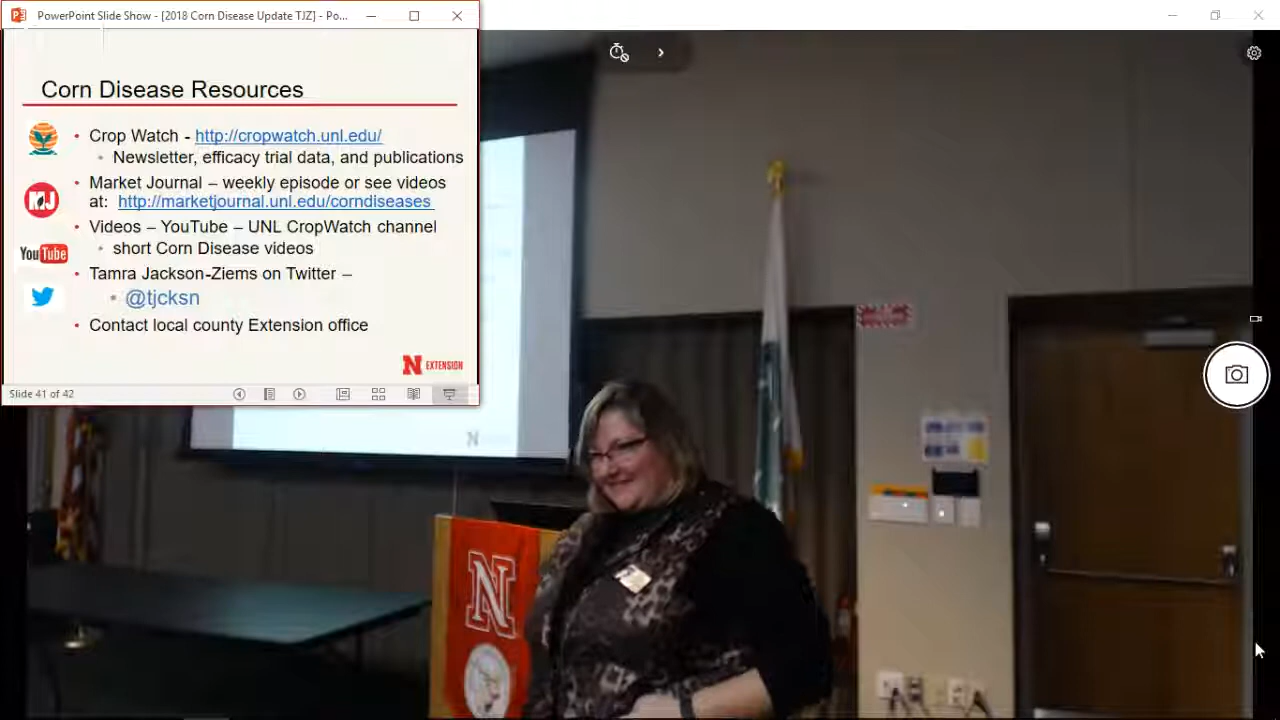 PowerPoint Slide Show - [2018 Corn Disease Update TJZ] - Po...
Corn Disease Resources
• Crop Watch - http://cropwatch.unl.edu/
• Newsletter, efficacy trial data, and publications
• Market Journal – weekly episode or see videos
at: http://marketjournal.unl.edu/corndiseases
• Videos – YouTube – UNL CropWatch channel
• short Corn Disease videos
• Tamra Jackson-Ziems on Twitter –
• @tjcksn
• Contact local county Extension office
NJ
YouTube
N EXTENSION
Slide 41 of 42
N
N